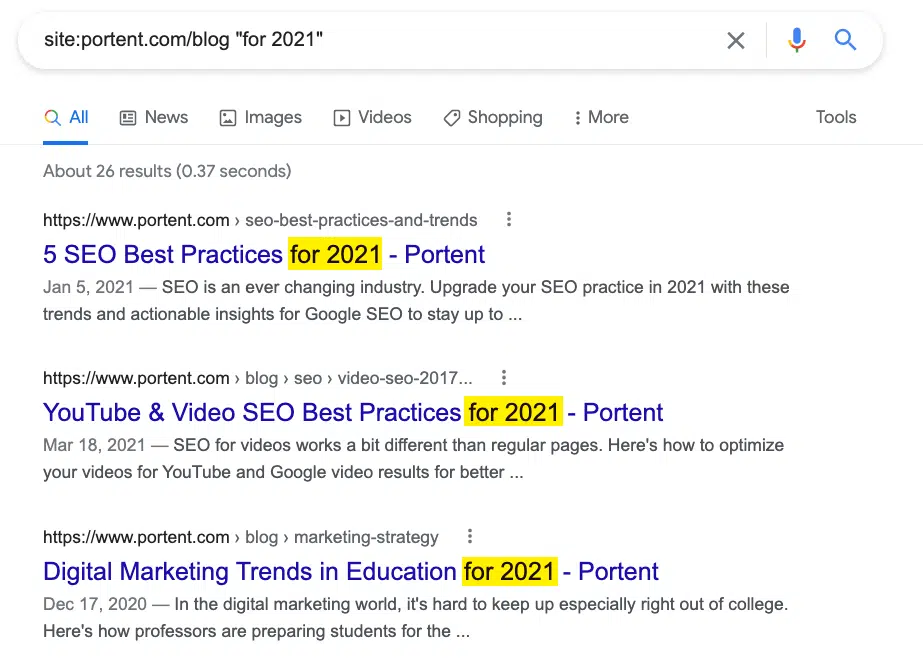 site:portent.com/blog "for 2021"
All News Images Videos Shopping More Tools
About 26 results (0.37 seconds)
https://www.portent.com › seo-best-practices-and-trends
5 SEO Best Practices for 2021 - Portent
Jan 5, 2021 — SEO is an ever changing industry. Upgrade your SEO practice in 2021 with these
trends and actionable insights for Google SEO to stay up to ...
https://www.portent.com › blog › seo › video-seo-2017...
YouTube & Video SEO Best Practices for 2021 - Portent
Mar 18, 2021 — SEO for videos works a bit different than regular pages. Here's how to optimize
your videos for YouTube and Google video results for better ...
https://www.portent.com › blog › marketing-strategy
Digital Marketing Trends in Education for 2021 - Portent
Dec 17, 2020 — In the digital marketing world, it's hard to keep up especially right out of college.
Here's how professors are preparing students for the ...